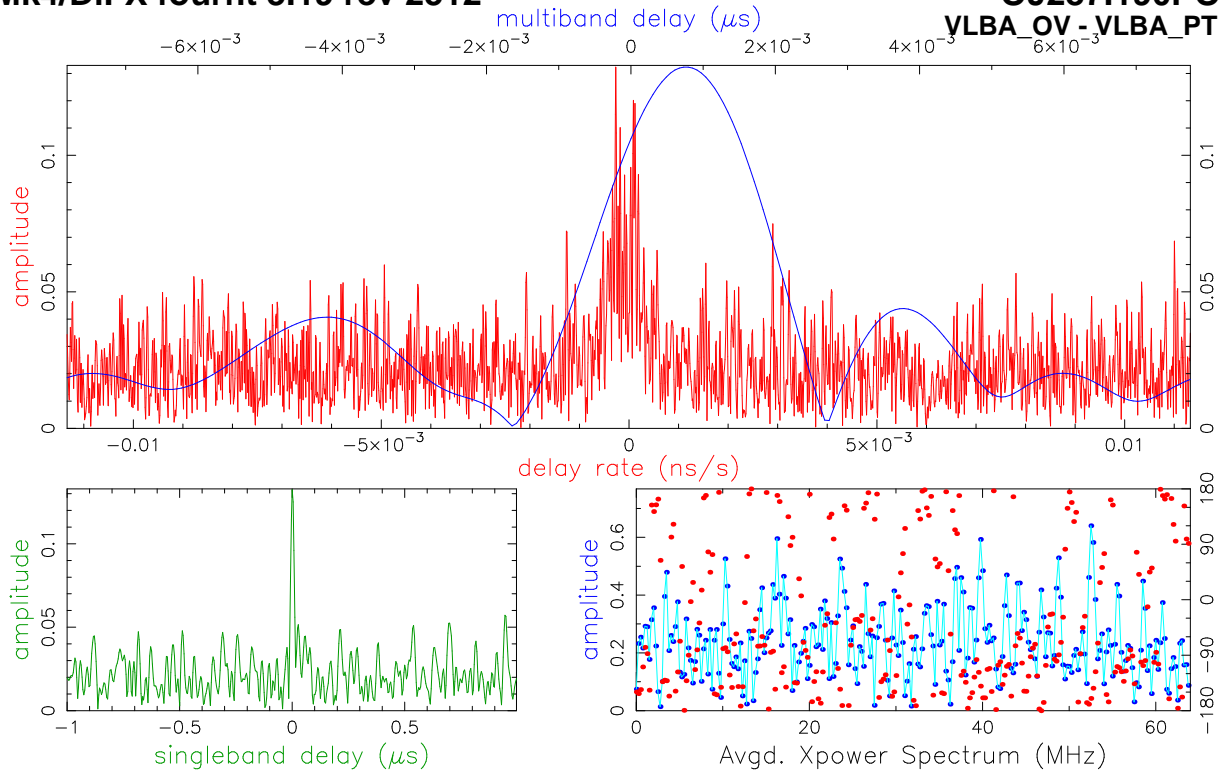 multiband delay (μs)
VLBA_OV - VLBA_PT
−6×10⁻³ −4×10⁻³ −2×10⁻³ 0 2×10⁻³ 4×10⁻³ 6×10⁻³
amplitude
0 0.05 0.1
0 0.05 0.1
−0.01 −5×10⁻³ 0 5×10⁻³ 0.01
delay rate (ns/s)
amplitude
0 0.05 0.1
−1 −0.5 0 0.5
singleband delay (μs)
amplitude
0 0.2 0.4 0.6
−180 −90 0 90 180
0 20 40 60
Avgd. Xpower Spectrum (MHz)